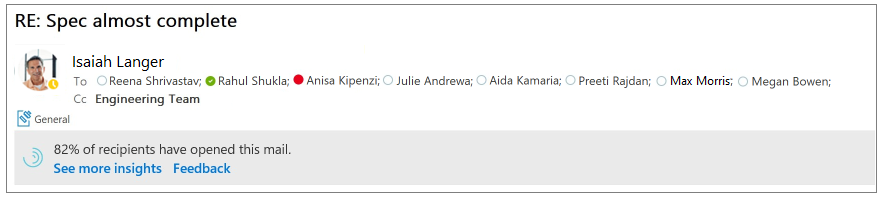 RE: Spec almost complete
Isaiah Langer
To Reena Shrivastav; Rahul Shukla; Anisa Kipenzi; Julie Andrewa; Aida Kamaria; Preeti Rajdan; Max Morris; Megan Bowen;
Cc Engineering Team
General
82% of recipients have opened this mail.
See more insights Feedback